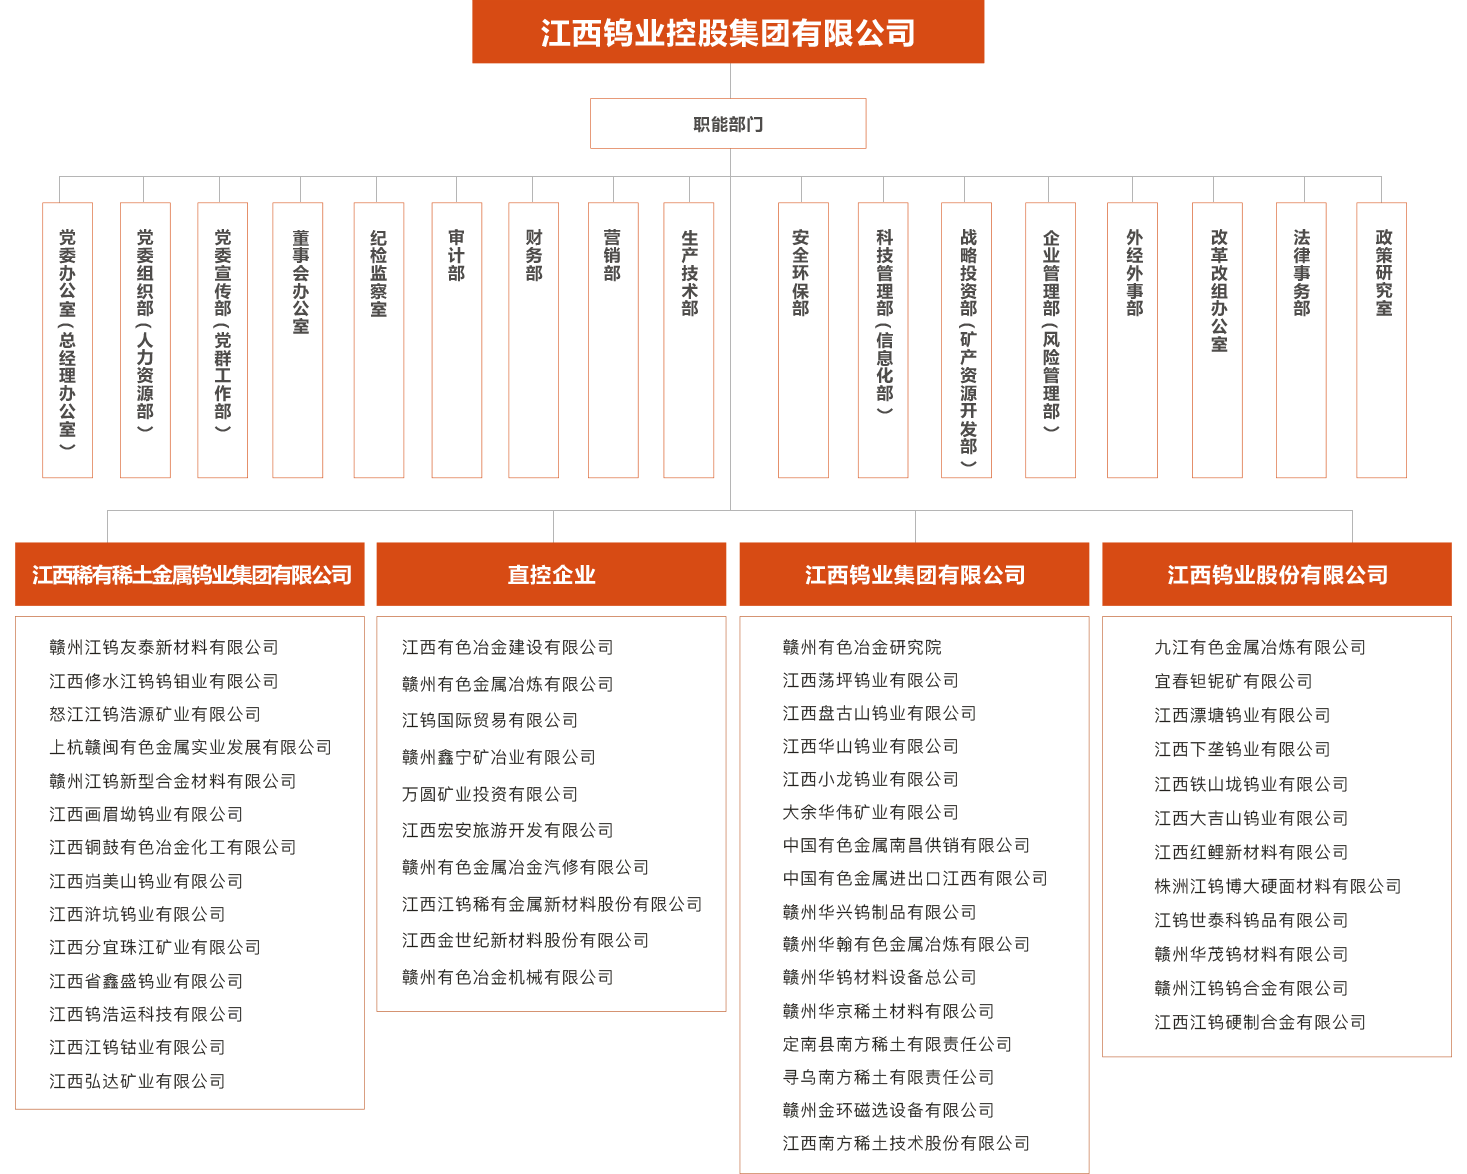 江西钨业控股集团有限公司
职能部门
党委办公室(总经理办公室)
党委组织部(人力资源部)
党委宣传部(党群工作部)
董事会办公室
纪检监察室
审计部
财务部
营销部
生产技术部
安全环保部
科技管理部(信息化部)
战略投资部(矿产资源开发部)
企业管理部(风险管理部)
外经外事部
改革改组办公室
法律事务部
政策研究室
江西稀有稀土金属钨业集团有限公司
赣州江钨友泰新材料有限公司
江西修水江钨钨钼业有限公司
怒江江钨浩源矿业有限公司
上杭赣闽有色金属实业发展有限公司
赣州江钨新型合金材料有限公司
江西画眉坳钨业有限公司
江西铜鼓有色冶金化工有限公司
江西岿美山钨业有限公司
江西浒坑钨业有限公司
江西分宜珠江矿业有限公司
江西省鑫盛钨业有限公司
江西钨浩运科技有限公司
江西江钨钴业有限公司
江西弘达矿业有限公司
直控企业
江西有色冶金建设有限公司
赣州有色金属冶炼有限公司
江钨国际贸易有限公司
赣州鑫宁矿冶业有限公司
万圆矿业投资有限公司
江西宏安旅游开发有限公司
赣州有色金属冶金汽修有限公司
江西江钨稀有金属新材料股份有限公司
江西金世纪新材料股份有限公司
赣州有色冶金机械有限公司
江西钨业集团有限公司
赣州有色冶金研究院
江西荡坪钨业有限公司
江西盘古山钨业有限公司
江西华山钨业有限公司
江西小龙钨业有限公司
大余华伟矿业有限公司
中国有色金属南昌供销有限公司
中国有色金属进出口江西有限公司
赣州华兴钨制品有限公司
赣州华翰有色金属冶炼有限公司
赣州华钨材料设备总公司
赣州华京稀土材料有限公司
定南县南方稀土有限责任公司
寻乌南方稀土有限责任公司
赣州金环磁选设备有限公司
江西南方稀土技术股份有限公司
江西钨业股份有限公司
九江有色金属冶炼有限公司
宜春钽铌矿有限公司
江西漂塘钨业有限公司
江西下垄钨业有限公司
江西铁山垅钨业有限公司
江西大吉山钨业有限公司
江西红鲤新材料有限公司
株洲江钨博大硬面材料有限公司
江钨世泰科钨品有限公司
赣州华茂钨材料有限公司
赣州江钨钨合金有限公司
江西江钨硬制合金有限公司